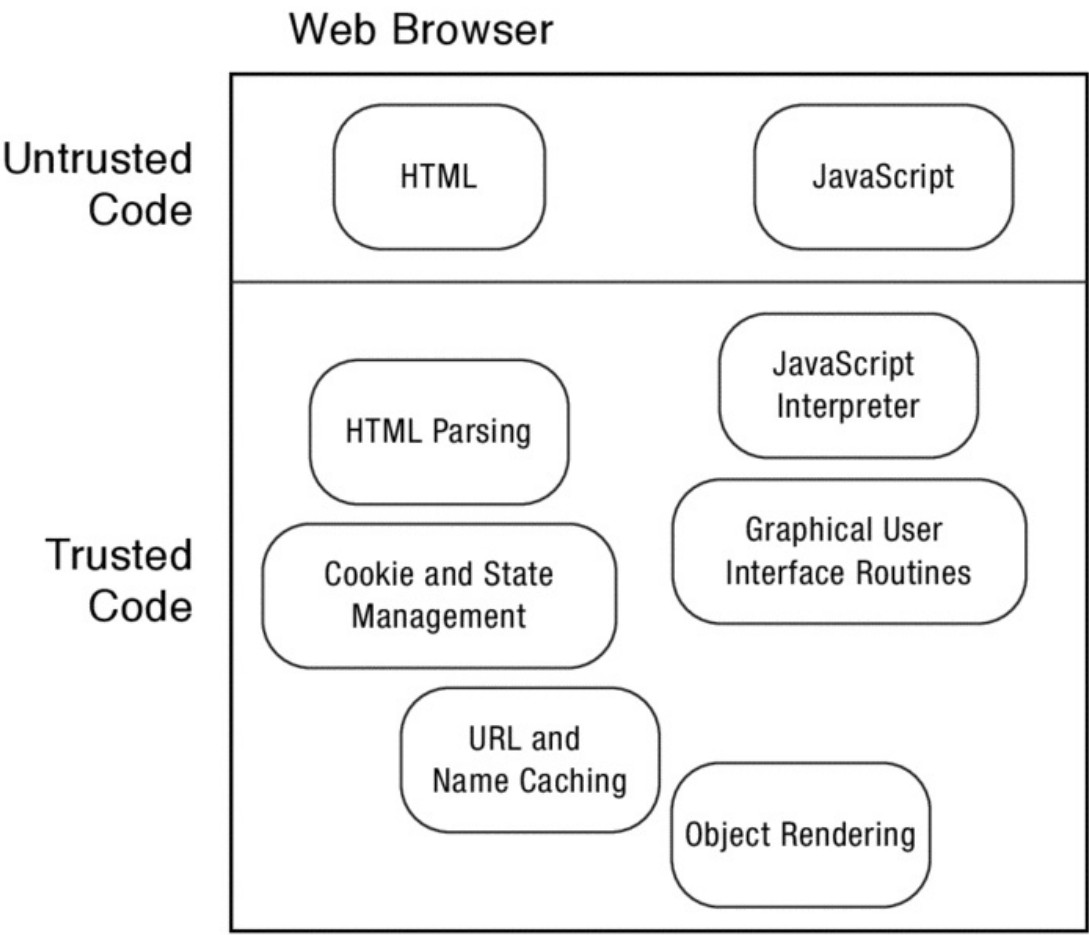 Web Browser
Untrusted
Code
HTML
JavaScript
Trusted
Code
HTML Parsing
JavaScript
Interpreter
Cookie and State
Management
Graphical User
Interface Routines
URL and
Name Caching
Object Rendering